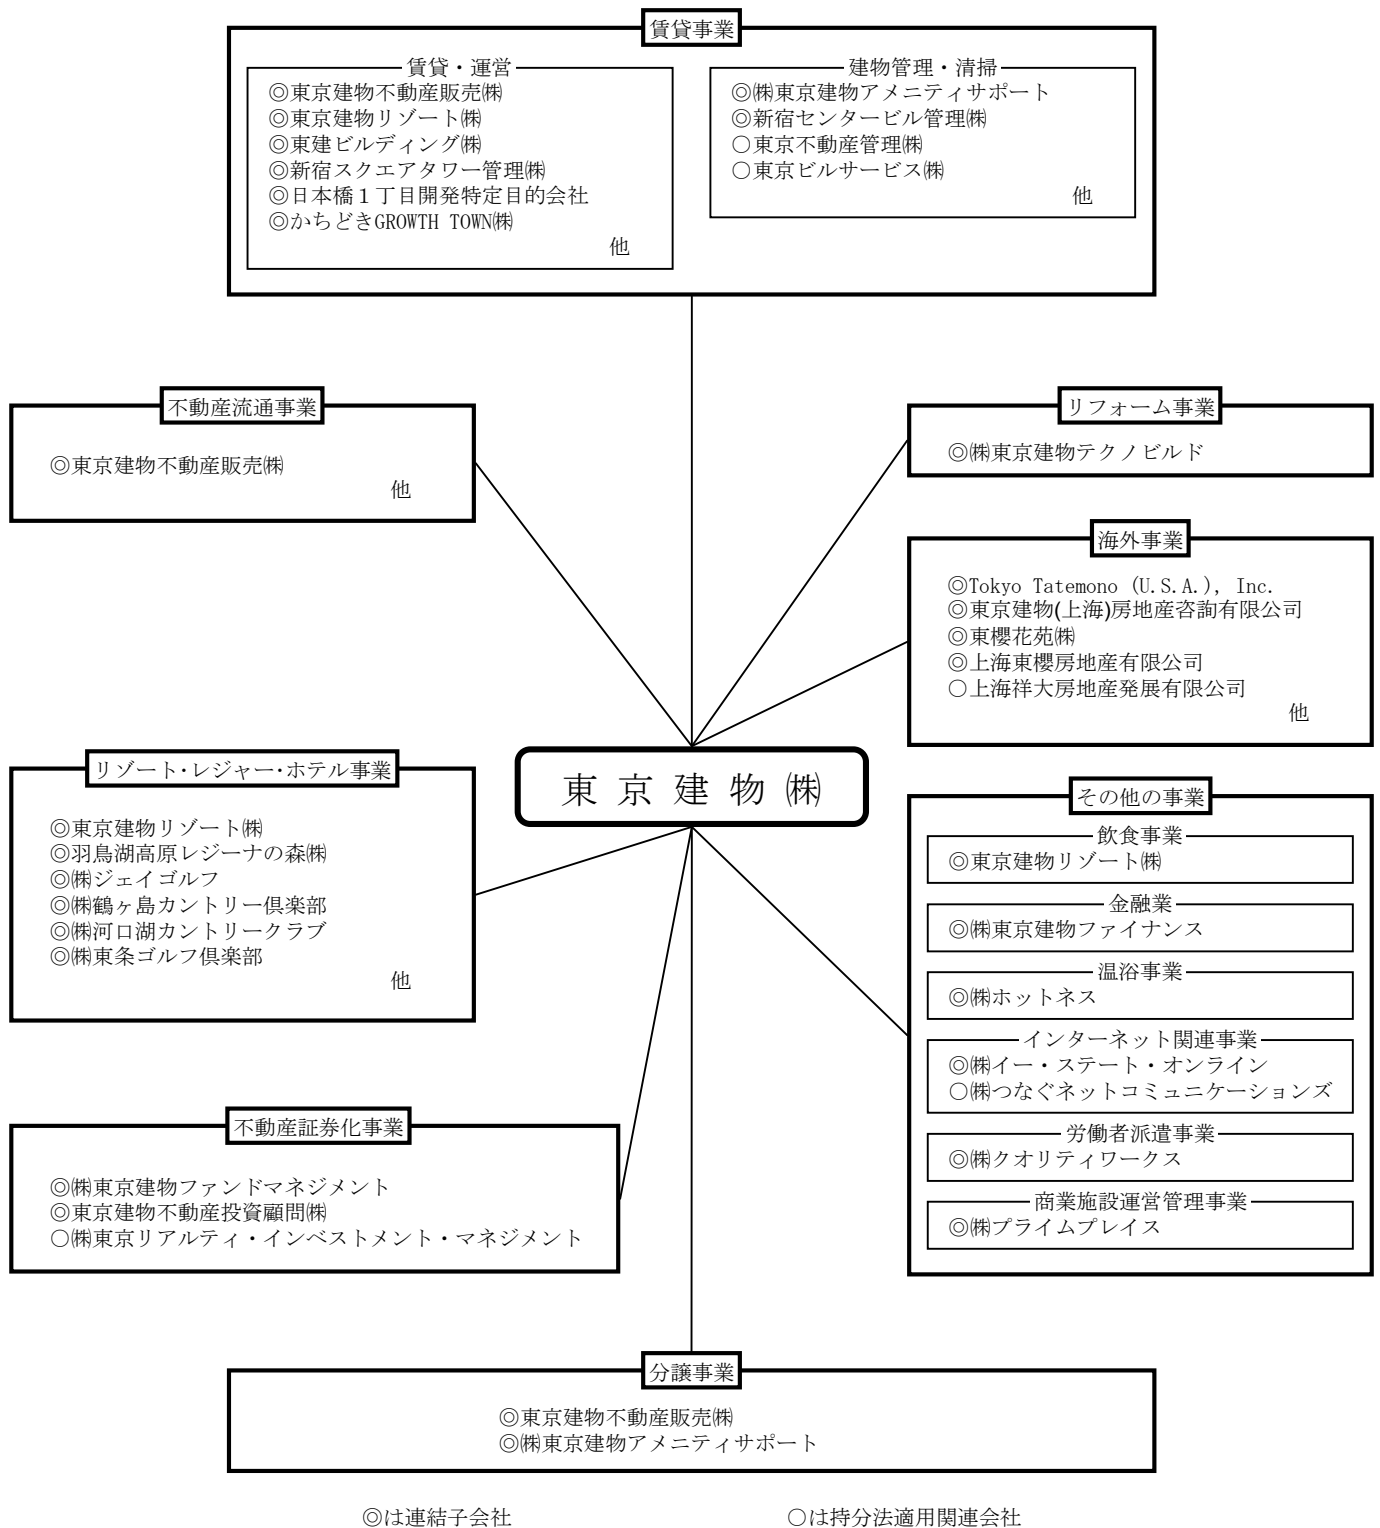 賃貸事業
賃貸・運営
◎東京建物不動産販売㈱
◎東京建物リゾート㈱
◎東建ビルディング㈱
◎新宿スクエアタワー管理㈱
◎日本橋１丁目開発特定目的会社
◎かちどきGROWTH TOWN㈱
他
建物管理・清掃
◎㈱東京建物アメニティサポート
◎新宿センタービル管理㈱
○東京不動産管理㈱
○東京ビルサービス㈱
他
不動産流通事業
◎東京建物不動産販売㈱
他
リフォーム事業
◎㈱東京建物テクノビルド
海外事業
◎Tokyo Tatemono (U.S.A.), Inc.
◎東京建物(上海)房地産咨詢有限公司
◎東櫻花苑㈱
◎上海東櫻房地産有限公司
○上海祥大房地産発展有限公司
他
リゾート･レジャー･ホテル事業
◎東京建物リゾート㈱
◎羽鳥湖高原レジーナの森㈱
◎㈱ジェイゴルフ
◎㈱鶴ヶ島カントリー倶楽部
◎㈱河口湖カントリークラブ
◎㈱東条ゴルフ倶楽部
他
東京建物㈱
その他の事業
飲食事業
◎東京建物リゾート㈱
金融業
◎㈱東京建物ファイナンス
温浴事業
◎㈱ホットネス
インターネット関連事業
◎㈱イー・ステート・オンライン
○㈱つなぐネットコミュニケーションズ
労働者派遣事業
◎㈱クオリティワークス
商業施設運営管理事業
◎㈱プライムプレイス
不動産証券化事業
◎㈱東京建物ファンドマネジメント
◎東京建物不動産投資顧問㈱
○㈱東京リアルティ・インベストメント・マネジメント
分譲事業
◎東京建物不動産販売㈱
◎㈱東京建物アメニティサポート
◎は連結子会社
○は持分法適用関連会社